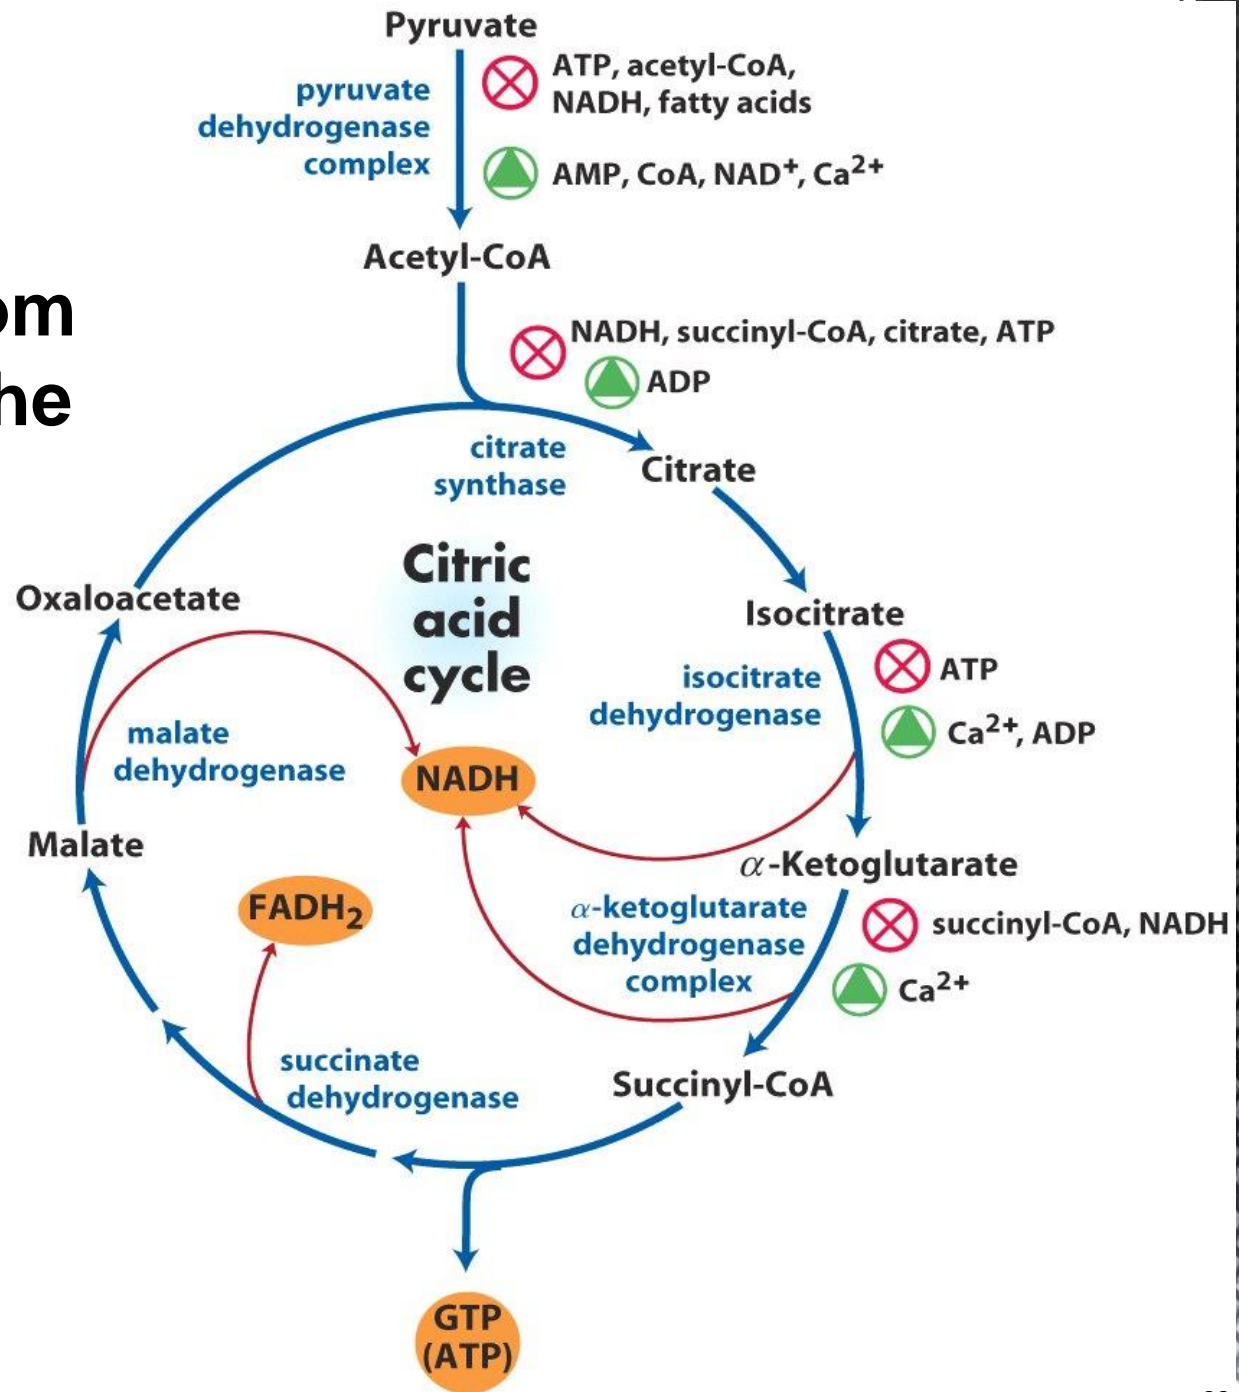 Pyruvate
pyruvate
dehydrogenase
complex
ATP, acetyl-CoA,
NADH, fatty acids
AMP, CoA, NAD⁺, Ca²⁺
Acetyl-CoA
om
he
NADH, succinyl-CoA, citrate, ATP
ADP
citrate
synthase
Citrate
Citric
acid
cycle
Oxaloacetate
Isocitrate
isocitrate
dehydrogenase
ATP
Ca²⁺, ADP
malate
dehydrogenase
NADH
Malate
α-Ketoglutarate
FADH₂
α-ketoglutarate
dehydrogenase
complex
succinyl-CoA, NADH
Ca²⁺
succinate
dehydrogenase
Succinyl-CoA
GTP
(ATP)